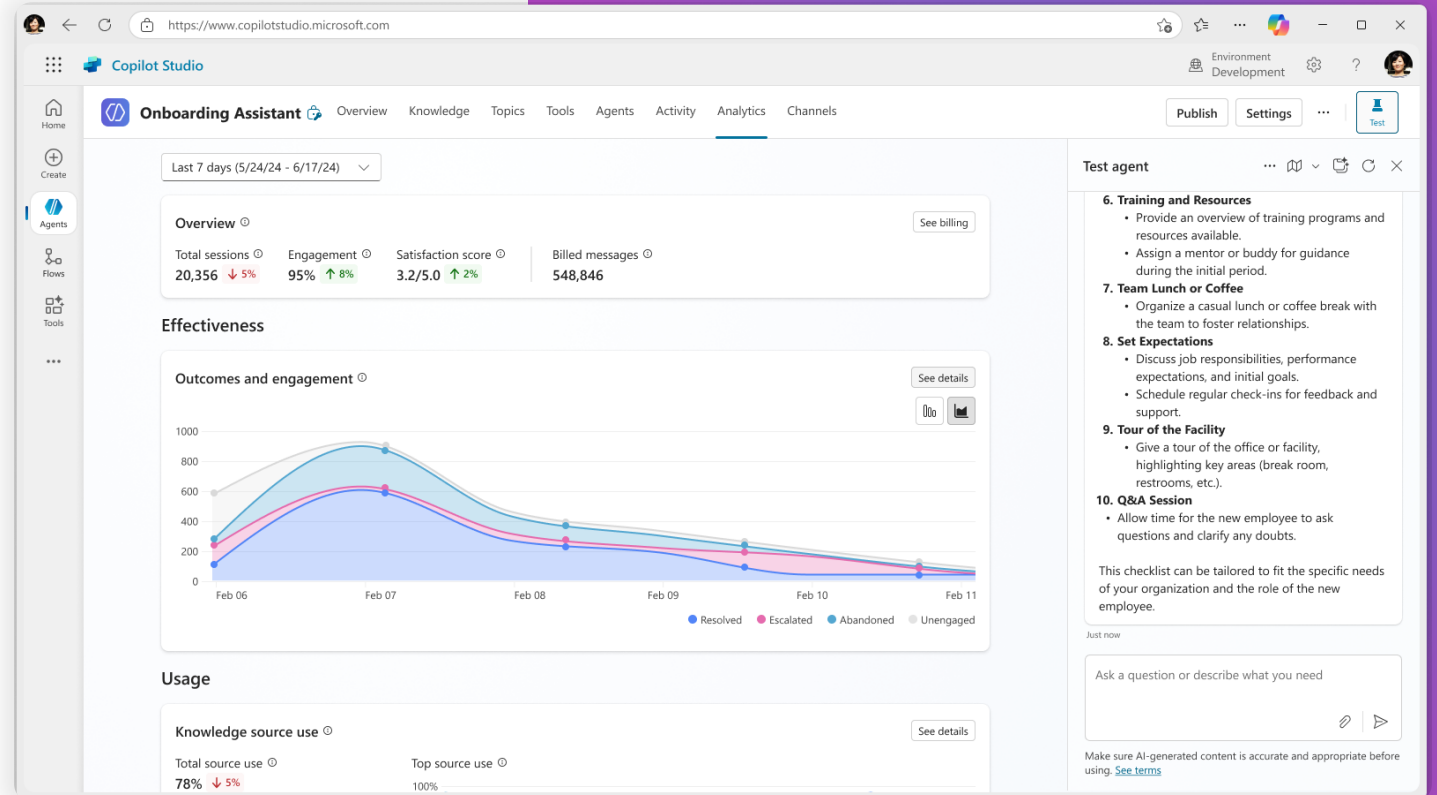 https://www.copilotstudio.microsoft.com
Copilot Studio
Environment
Development
?
Home
Create
Agents
Flows
Tools
Onboarding Assistant
Overview
Knowledge
Topics
Tools
Agents
Activity
Analytics
Channels
Publish
Settings
Test
Last 7 days (5/24/24 - 6/17/24)
Overview
See billing
Total sessions
20,356 5%
Engagement
95% 8%
Satisfaction score
3.2/5.0 2%
Billed messages
548,846
Effectiveness
Outcomes and engagement
See details
1000
800
600
400
200
0
Feb 06
Feb 07
Feb 08
Feb 09
Feb 10
Feb 11
Resolved
Escalated
Abandoned
Unengaged
Usage
Knowledge source use
See details
Total source use
78% 5%
Top source use
100%
Test agent
6. Training and Resources
• Provide an overview of training programs and
resources available.
• Assign a mentor or buddy for guidance
during the initial period.
7. Team Lunch or Coffee
• Organize a casual lunch or coffee break with
the team to foster relationships.
8. Set Expectations
• Discuss job responsibilities, performance
expectations, and initial goals.
• Schedule regular check-ins for feedback and
support.
9. Tour of the Facility
• Give a tour of the office or facility,
highlighting key areas (break room,
restrooms, etc.).
10. Q&A Session
• Allow time for the new employee to ask
questions and clarify any doubts.
This checklist can be tailored to fit the specific needs
of your organization and the role of the new
employee.
Just now
Ask a question or describe what you need
Make sure AI-generated content is accurate and appropriate before
using. See terms